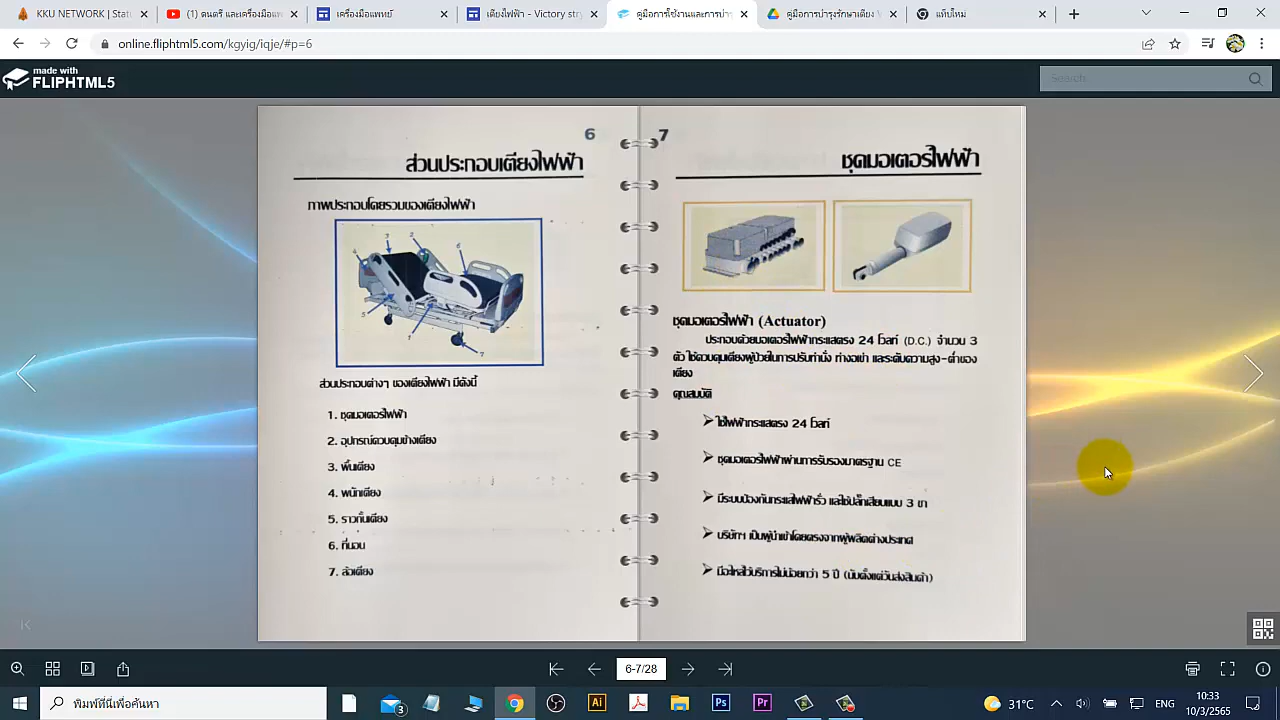 KKU NETWORK | Stat
ดนตรี และเครื่องมือแพ
เครื่องมือแพทย์
เตียงไฟฟ้า - Victory str
คู่มือการใช้งานและการบำ
คู่มือการบำรุงรักษาเตียง
แท็บใหม่
online.fliphtml5.com/kgyig/iqje/#p=6
made with
FLIPHTML5
Search
6
ส่วนประกอบเตียงไฟฟ้า
ภาพประกอบโดยรวมของเตียงไฟฟ้า
4
3
2
6
5
1
7
ส่วนประกอบต่างๆ ของเตียงไฟฟ้า มีดังนี้
1. ชุดมอเตอร์ไฟฟ้า
2. อุปกรณ์ควบคุมข้างเตียง
3. พื้นเตียง
4. พนักเตียง
5. ราวกั้นเตียง
6. ที่นอน
7. ล้อเตียง
7
ชุดมอเตอร์ไฟฟ้า
ชุดมอเตอร์ไฟฟ้า (Actuator)
ประกอบด้วยมอเตอร์ไฟฟ้ากระแสตรง 24 โวลท์ (D.C.) จำนวน 3
ตัว ใช้ควบคุมเตียงผู้ป่วยในการปรับท่านั่ง ท่างอเข่า และระดับความสูง-ต่ำของ
เตียง
คุณสมบัติ
ใช้ไฟฟ้ากระแสตรง 24 โวลท์
ชุดมอเตอร์ไฟฟ้าผ่านการรับรองมาตรฐาน CE
มีระบบป้องกันกระแสไฟฟ้ารั่ว และใช้ปลั๊กเสียบแบบ 3 ขา
บริษัทฯ เป็นผู้นำเข้าโดยตรงจากผู้ผลิตต่างประเทศ
มีอะไหล่ไว้บริการไม่น้อยกว่า 5 ปี (นับตั้งแต่วันส่งสินค้า)
6-7/28
พิมพ์ที่นี่เพื่อค้นหา
3
Ai
Ps
Pr
31°C
ENG
10:33
10/3/2565